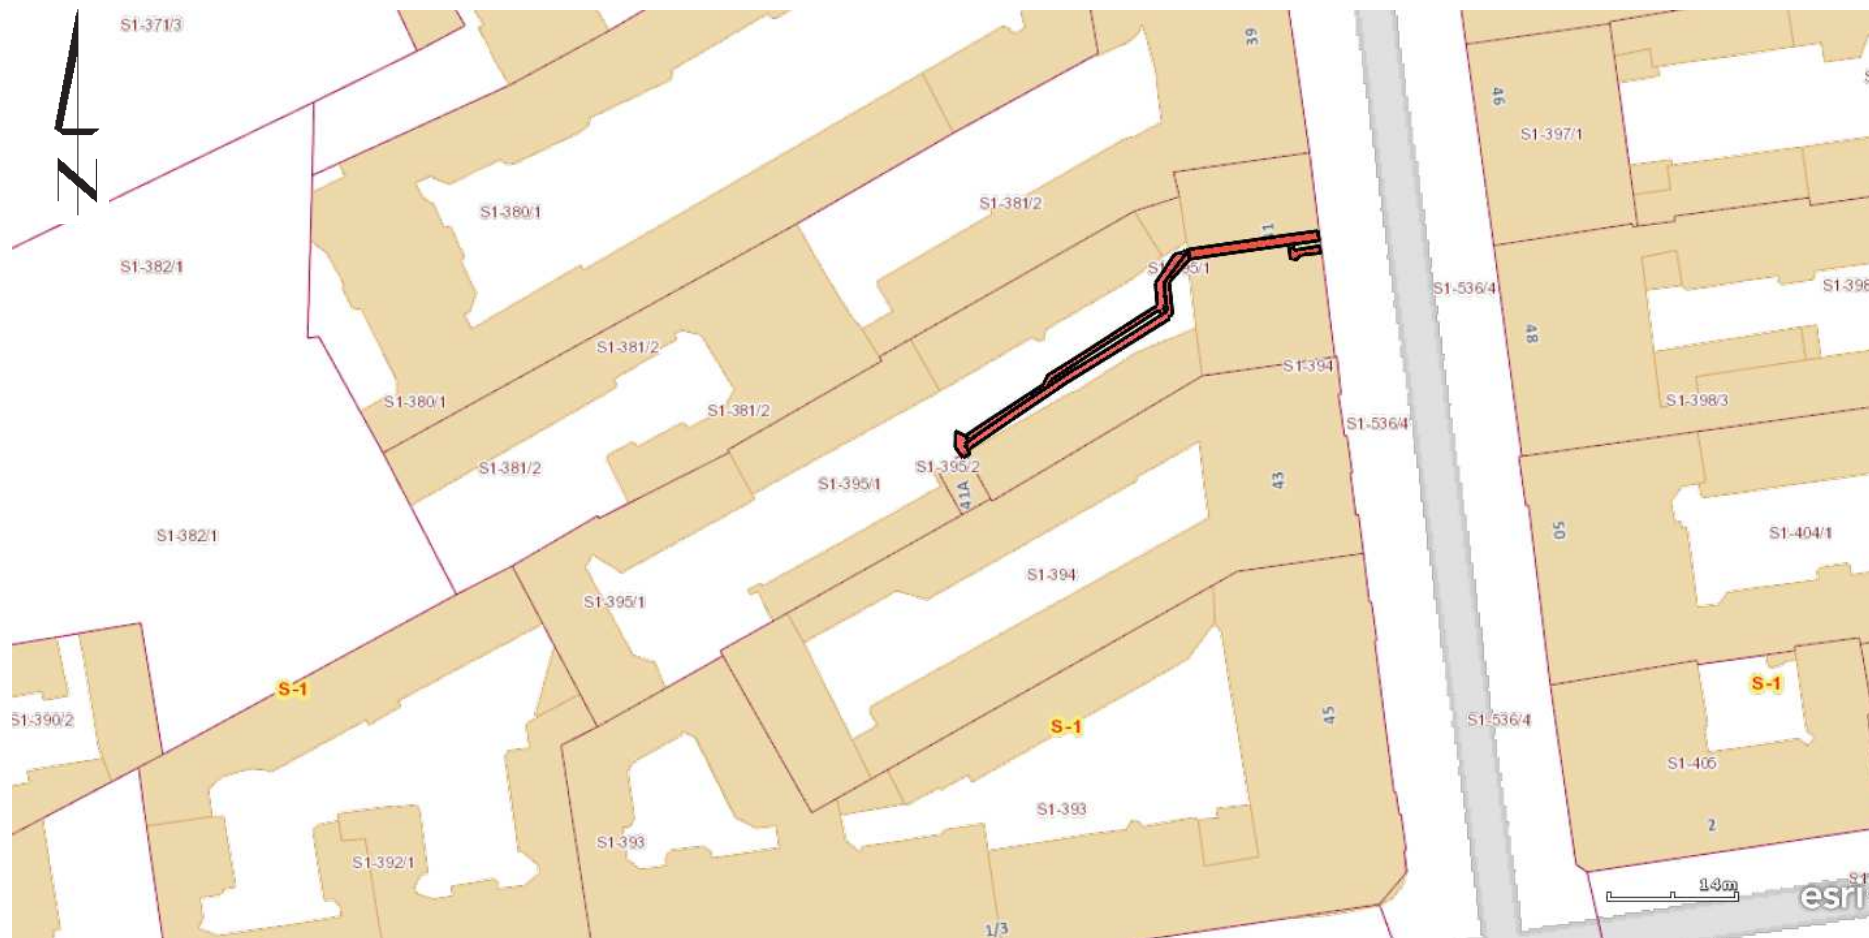 S1-371/3
39
46
S1-397/1
N
S1-380/1
S1-381/2
S1-382/1
S1-536/4
S1-398
48
S1-381/2
S1-394
S1-380/1
S1-381/2
S1-398/3
S1-536/4
S1-381/2
S1-395/2
S1-395/1
41A
43
50
S1-404/1
S1-382/1
S1-394
S1-395/1
S-1
S-1
S1-390/2
45
S-1
S1-536/4
S1-405
S1-393
2
S1-393
S1-392/1
14m
esri
1/3